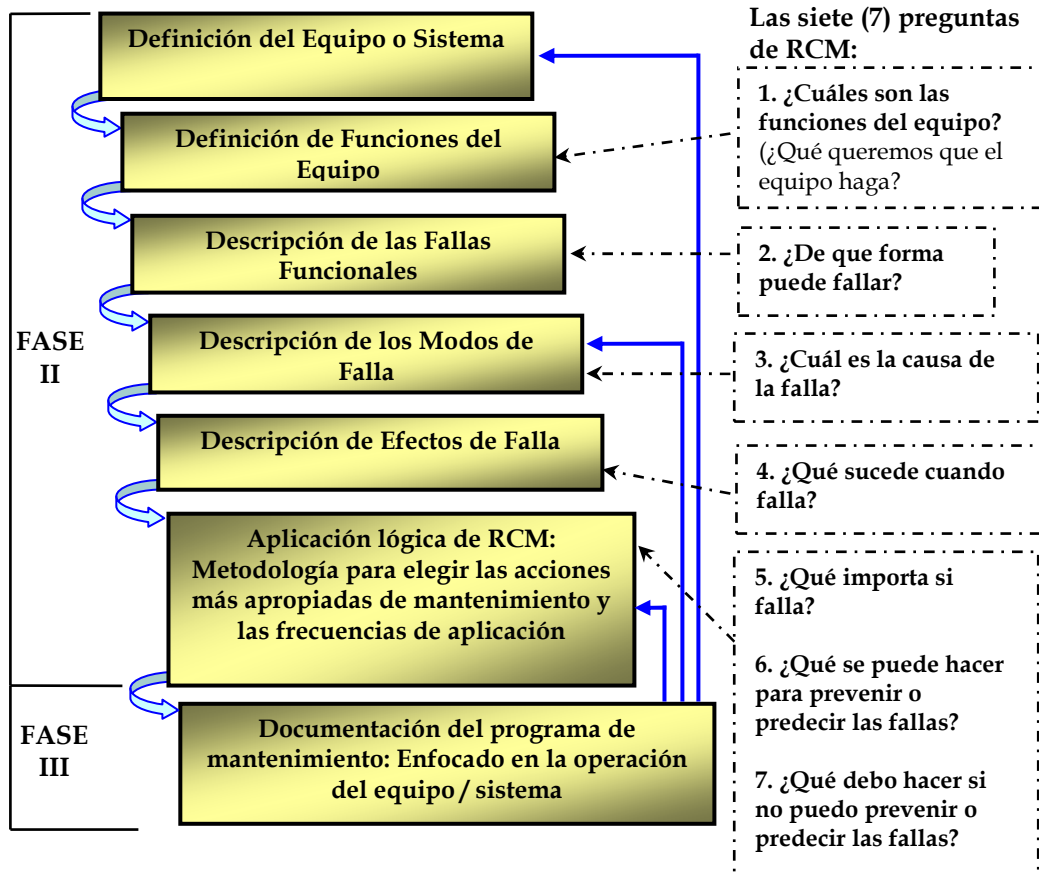 Definición del Equipo o Sistema
Definición de Funciones del
Equipo
Descripción de las Fallas
Funcionales
FASE
II
Descripción de los Modos de
Falla
Descripción de Efectos de Falla
Aplicación lógica de RCM:
Metodología para elegir las acciones
más apropiadas de mantenimiento y
las frecuencias de aplicación
FASE
III
Documentación del programa de
mantenimiento: Enfocado en la operación
del equipo / sistema
Las siete (7) preguntas
de RCM:
1. ¿Cuáles son las
funciones del equipo?
(¿Qué queremos que el
equipo haga?
2. ¿De que forma
puede fallar?
3. ¿Cuál es la causa de
la falla?
4. ¿Qué sucede cuando
falla?
5. ¿Qué importa si
falla?
6. ¿Qué se puede hacer
para prevenir o
predecir las fallas?
7. ¿Qué debo hacer si
no puedo prevenir o
predecir las fallas?